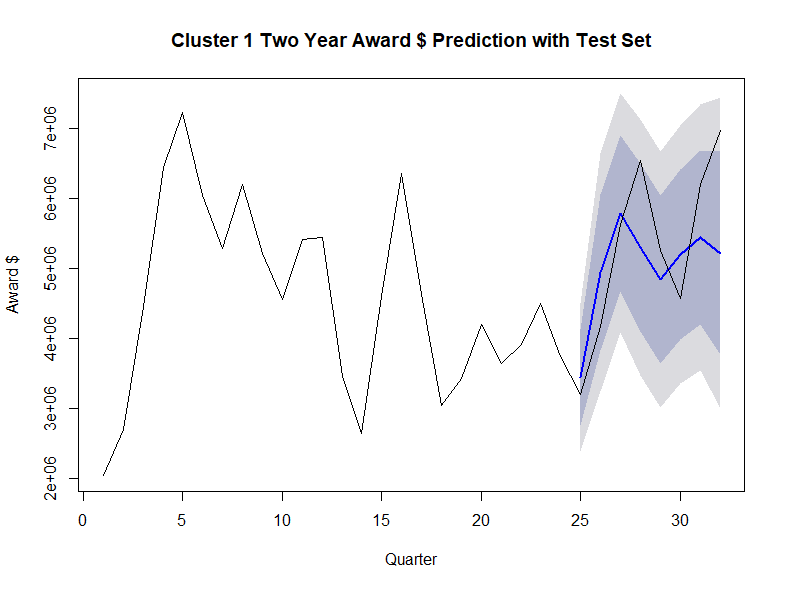 Cluster 1 Two Year Award $ Prediction with Test Set
Award $
7e+06
6e+06
5e+06
4e+06
3e+06
2e+06
0 5 10 15 20 25 30
Quarter